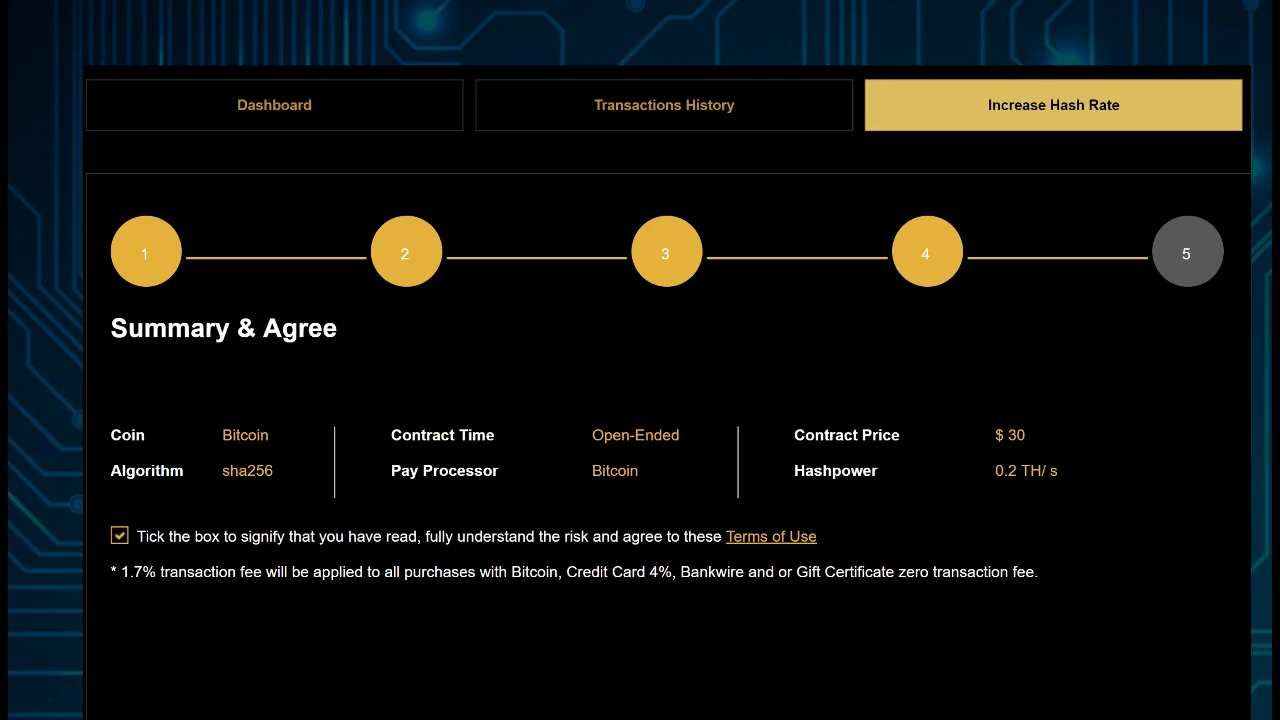 Dashboard Transactions History Increase Hash Rate
1 2 3 4 5
Summary & Agree
Coin Bitcoin Contract Time Open-Ended Contract Price $ 30
Algorithm sha256 Pay Processor Bitcoin Hashpower 0.2 TH/ s
Tick the box to signify that you have read, fully understand the risk and agree to these Terms of Use
* 1.7% transaction fee will be applied to all purchases with Bitcoin, Credit Card 4%, Bankwire and or Gift Certificate zero transaction fee.